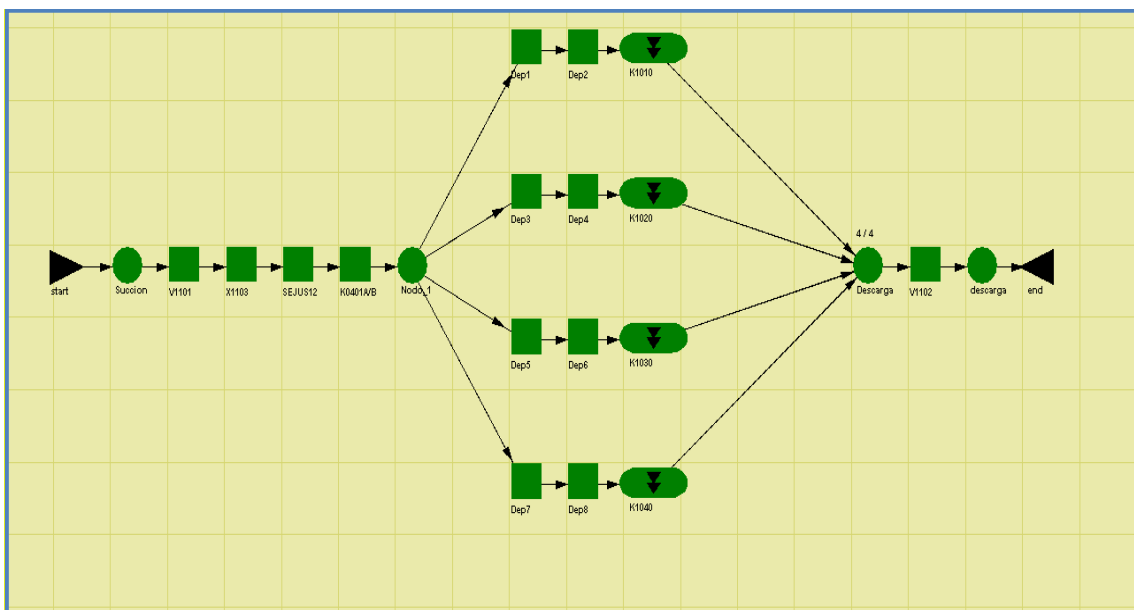 Dep1
Dep2
K1010
Dep3
Dep4
K1020
4 / 4
start
Succion
V1101
X1103
SEJUS12
K0401A/B
Nodo_1
Descarga
V1102
descarga
end
Dep5
Dep6
K1030
Dep7
Dep8
K1040